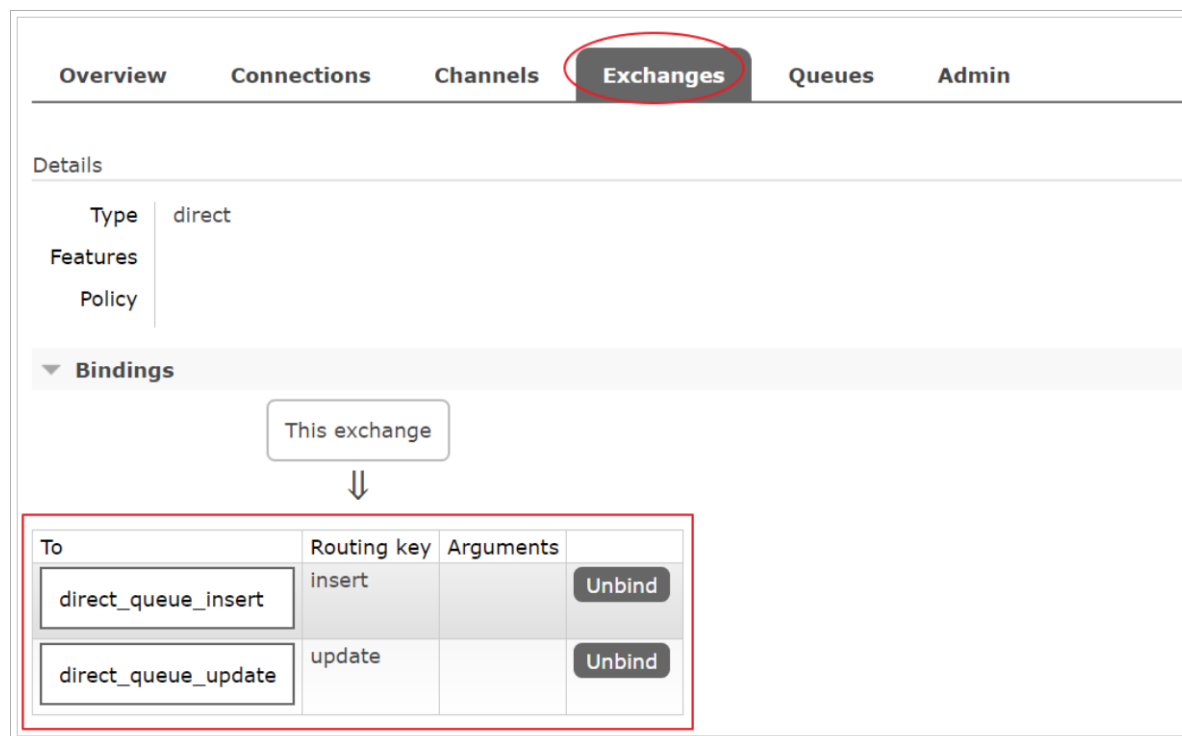 Overview Connections Channels Exchanges Queues Admin
Details
Type direct
Features
Policy
Bindings
This exchange
To Routing key Arguments
direct_queue_insert insert Unbind
direct_queue_update update Unbind